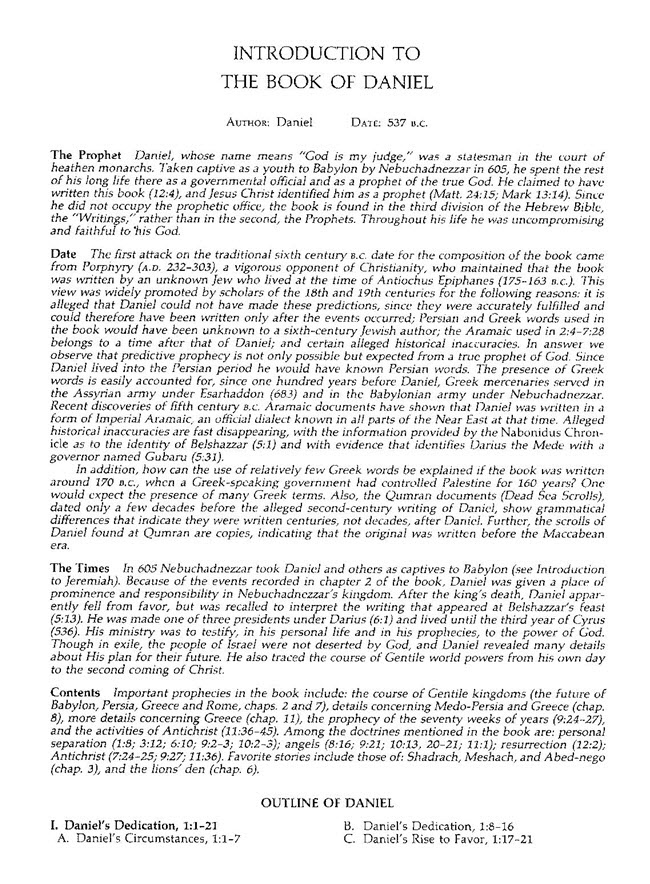 INTRODUCTION TO
THE BOOK OF DANIEL
AUTHOR: Daniel DATE: 537 B.C.
The Prophet Daniel, whose name means "God is my judge," was a statesman in the court of
heathen monarchs. Taken captive as a youth to Babylon by Nebuchadnezzar in 605, he spent the rest
of his long life there as a governmental official and as a prophet of the true God. He claimed to have
written this book (12:4), and Jesus Christ identified him as a prophet (Matt. 24:15; Mark 13:14). Since
he did not occupy the prophetic office, the book is found in the third division of the Hebrew Bible,
the "Writings," rather than in the second, the Prophets. Throughout his life he was uncompromising
and faithful to his God.
Date The first attack on the traditional sixth century B.C. date for the composition of the book came
from Porphyry (A.D. 232-303), a vigorous opponent of Christianity, who maintained that the book
was written by an unknown Jew who lived at the time of Antiochus Epiphanes (175-163 B.C.). This
view was widely promoted by scholars of the 18th and 19th centuries for the following reasons: it is
alleged that Daniel could not have made these predictions, since they were accurately fulfilled and
could therefore have been written only after the events occurred; Persian and Greek words used in
the book would have been unknown to a sixth-century Jewish author; the Aramaic used in 2:4-7:28
belongs to a time after that of Daniel; and certain alleged historical inaccuracies. In answer we
observe that predictive prophecy is not only possible but expected from a true prophet of God. Since
Daniel lived into the Persian period he would have known Persian words. The presence of Greek
words is easily accounted for, since one hundred years before Daniel, Greek mercenaries served in
the Assyrian army under Esarhaddon (683) and in the Babylonian army under Nebuchadnezzar.
Recent discoveries of fifth century B.C. Aramaic documents have shown that Daniel was written in a
form of Imperial Aramaic, an official dialect known in all parts of the Near East at that time. Alleged
historical inaccuracies are fast disappearing, with the information provided by the Nabonidus Chron-
icle as to the identity of Belshazzar (5:1) and with evidence that identifies Darius the Mede with a
governor named Gubaru (5:31).
In addition, how can the use of relatively few Greek words be explained if the book was written
around 170 B.C., when a Greek-speaking government had controlled Palestine for 160 years? One
would expect the presence of many Greek terms. Also, the Qumran documents (Dead Sea Scrolls),
dated only a few decades before the alleged second-century writing of Daniel, show grammatical
differences that indicate they were written centuries, not decades, after Daniel. Further, the scrolls of
Daniel found at Qumran are copies, indicating that the original was written before the Maccabean
era.
The Times In 605 Nebuchadnezzar took Daniel and others as captives to Babylon (see Introduction
to Jeremiah). Because of the events recorded in chapter 2 of the book, Daniel was given a place of
prominence and responsibility in Nebuchadnezzar's kingdom. After the king's death, Daniel appar-
ently fell from favor, but was recalled to interpret the writing that appeared at Belshazzar's feast
(5:13). He was made one of three presidents under Darius (6:1) and lived until the third year of Cyrus
(536). His ministry was to testify, in his personal life and in his prophecies, to the power of God.
Though in exile, the people of Israel were not deserted by God, and Daniel revealed many details
about His plan for their future. He also traced the course of Gentile world powers from his own day
to the second coming of Christ.
Contents Important prophecies in the book include: the course of Gentile kingdoms (the future of
Babylon, Persia, Greece and Rome, chaps. 2 and 7), details concerning Medo-Persia and Greece (chap.
8), more details concerning Greece (chap. 11), the prophecy of the seventy weeks of years (9:24-27),
and the activities of Antichrist (11:36-45). Among the doctrines mentioned in the book are: personal
separation (1:8; 3:12; 6:10; 9:2-3; 10:2-3); angels (8:16; 9:21; 10:13, 20-21; 11:1); resurrection (12:2);
Antichrist (7:24-25; 9:27; 11:36). Favorite stories include those of: Shadrach, Meshach, and Abed-nego
(chap. 3), and the lions' den (chap. 6).
OUTLINE OF DANIEL
I. Daniel's Dedication, 1:1-21
A. Daniel's Circumstances, 1:1-7
B. Daniel's Dedication, 1:8-16
C. Daniel's Rise to Favor, 1:17-21